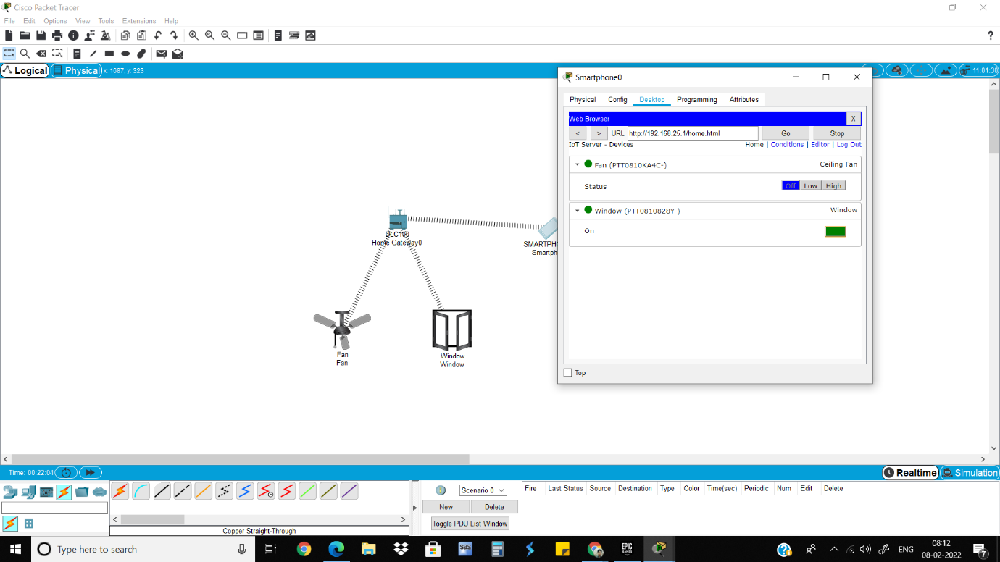 Cisco Packet Tracer
File Edit Options View Tools Extensions Help
?
Logical Physical x: 1687, y: 323
11:01:30
Smartphone0
Physical Config Desktop Programming Attributes
Web Browser X
< > URL http://192.168.25.1/home.html Go Stop
IoT Server - Devices Home | Conditions | Editor | Log Out
Fan (PTT0810KA4C-) Ceiling Fan
Status Off Low High
Window (PTT0810828Y-) Window
On
Top
DLC100
Home Gateway0
SMARTPHO
Smartph
Fan
Fan
Window
Window
Time: 00:22:04
Realtime Simulation
Scenario 0
New Delete
Toggle PDU List Window
Fire Last Status Source Destination Type Color Time(sec) Periodic Num Edit Delete
Copper Straight-Through
Type here to search
sas
EPIC
GAMES
ENG
08:12
08-02-2022
7